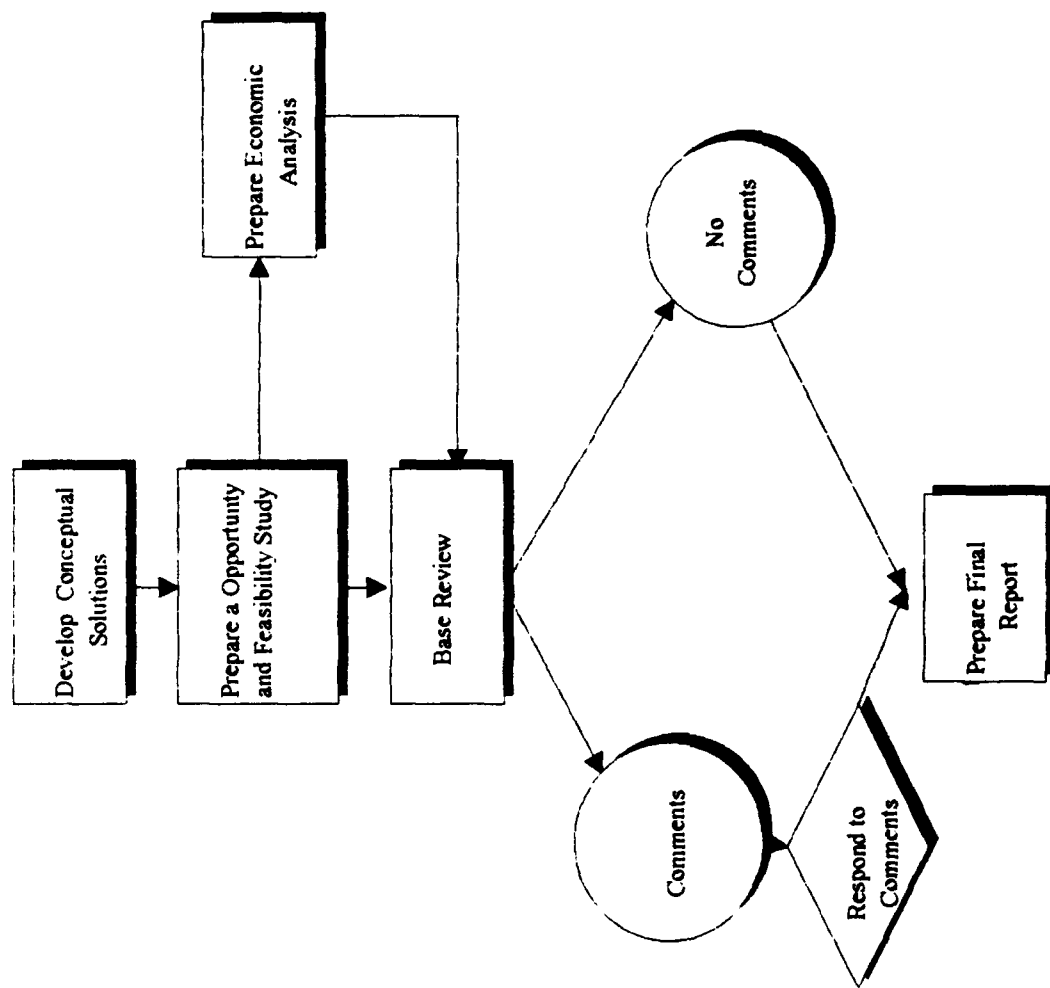 Develop Conceptual
Solutions
Prepare a Opportunty
and Feasibility Study
Prepare Economic
Analysis
Base Review
Comments
No
Comments
Respond to
Comments
Prepare Final
Report